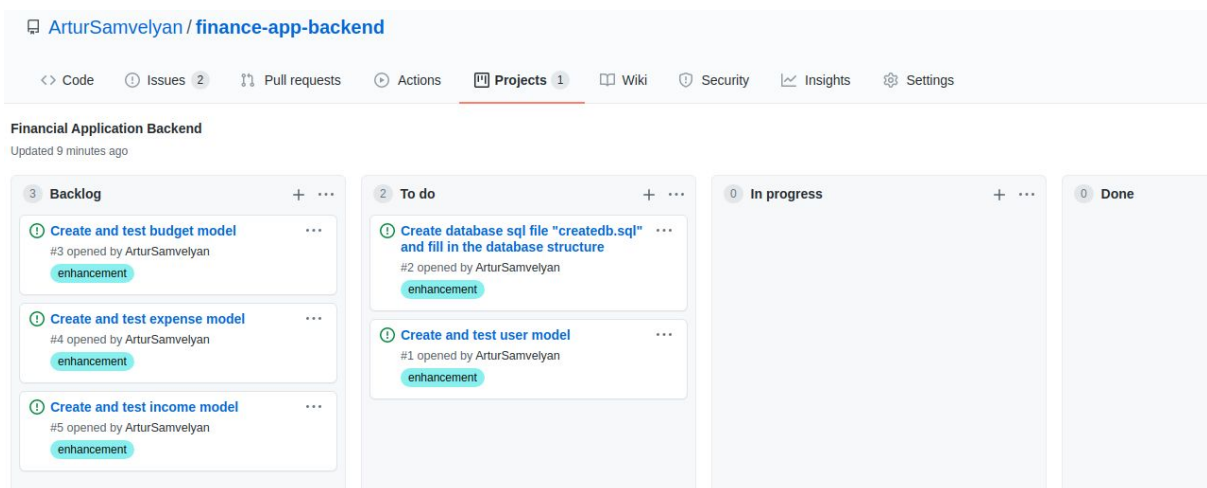 ArturSamvelyan / finance-app-backend
Code Issues 2 Pull requests Actions Projects 1 Wiki Security Insights Settings
Financial Application Backend
Updated 9 minutes ago
3 Backlog
Create and test budget model
#3 opened by ArturSamvelyan
enhancement
Create and test expense model
#4 opened by ArturSamvelyan
enhancement
Create and test income model
#5 opened by ArturSamvelyan
enhancement
2 To do
Create database sql file "createdb.sql"
and fill in the database structure
#2 opened by ArturSamvelyan
enhancement
Create and test user model
#1 opened by ArturSamvelyan
enhancement
0 In progress
0 Done